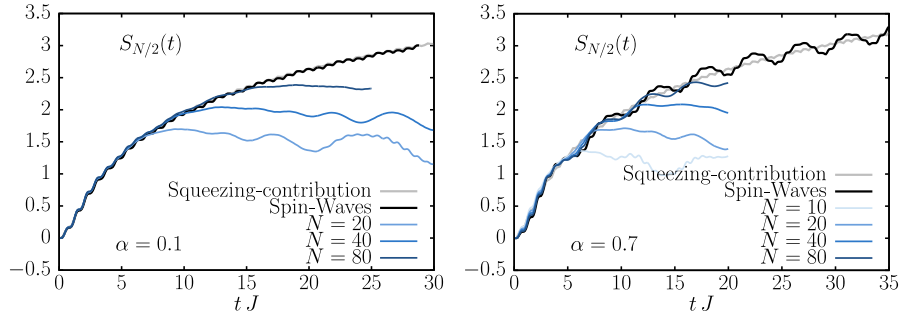 3.5
3
2.5
2
1.5
1
0.5
0
−0.5
S_{N/2}(t)
Squeezing-contribution
Spin-Waves
N = 20
N = 40
N = 80
α = 0.1
0 5 10 15 20 25 30
t J
3.5
3
2.5
2
1.5
1
0.5
0
−0.5
S_{N/2}(t)
Squeezing-contribution
Spin-Waves
N = 10
N = 20
N = 40
N = 80
α = 0.7
0 5 10 15 20 25 30 35
t J